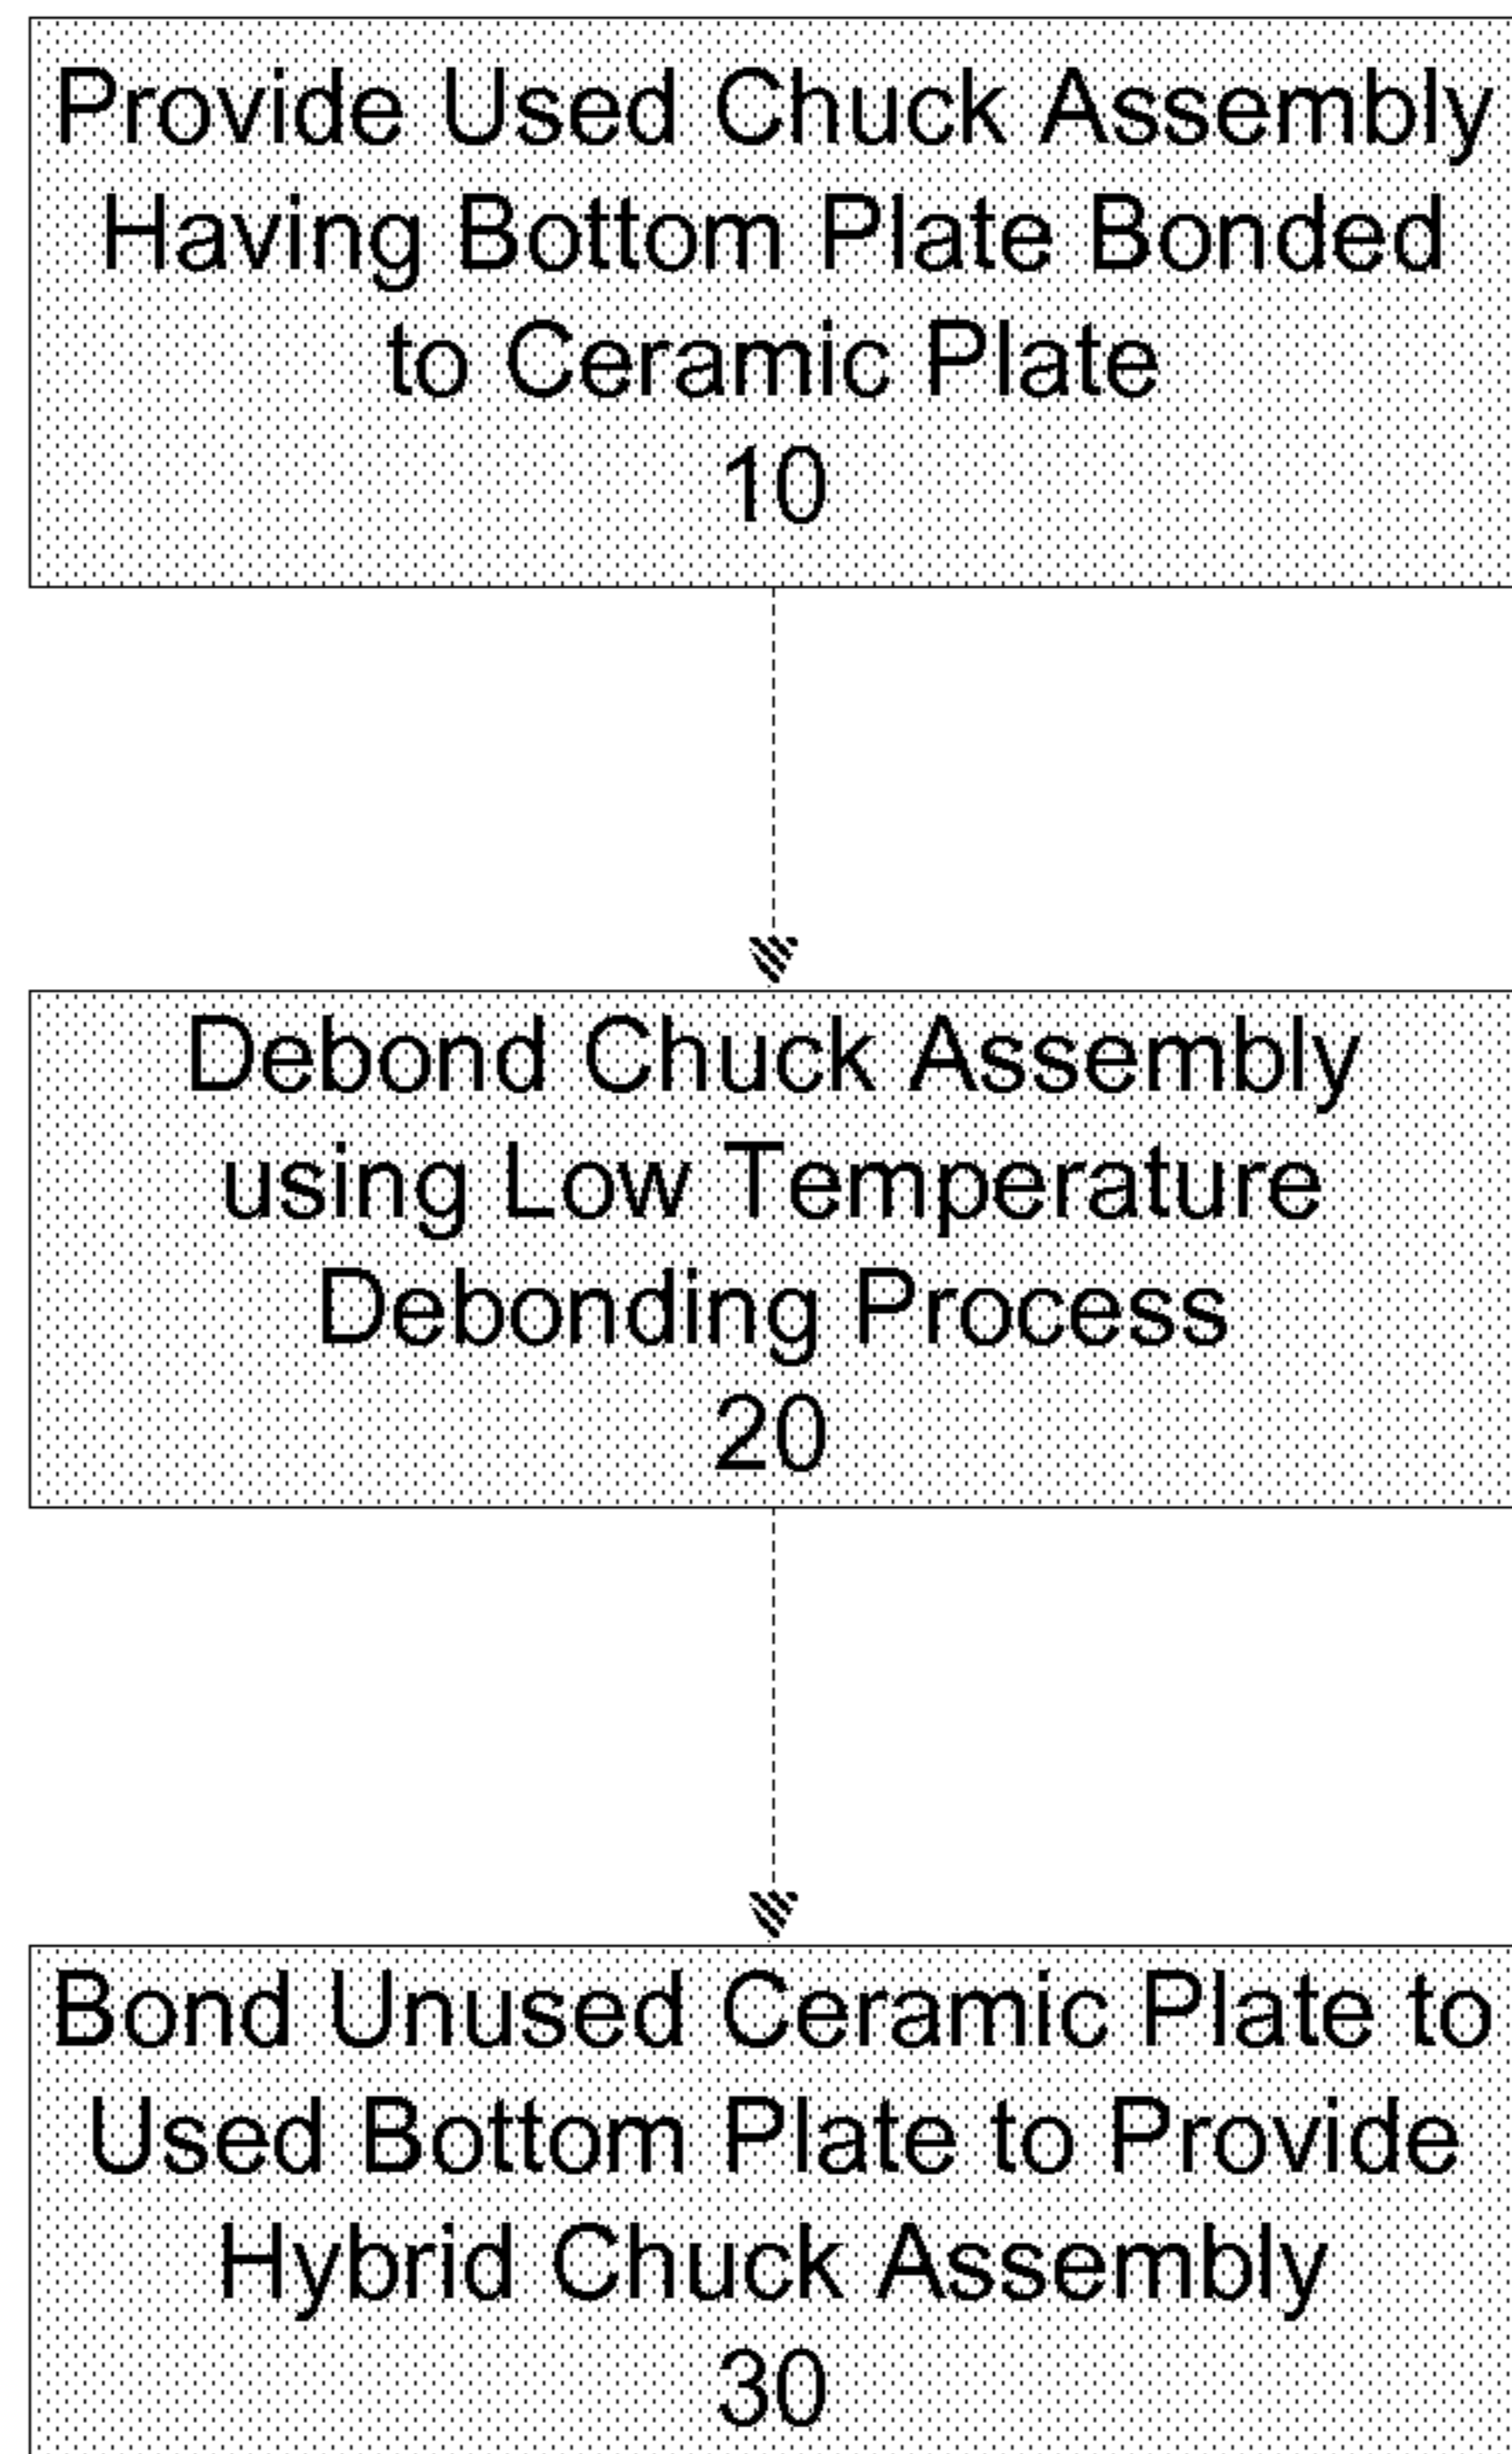 Provide Used Chuck Assembly
Having Bottom Plate Bonded
to Ceramic Plate
10
Debond Chuck Assembly
using Low Temperature
Debonding Process
20
Bond Unused Ceramic Plate to
Used Bottom Plate to Provide
Hybrid Chuck Assembly
30